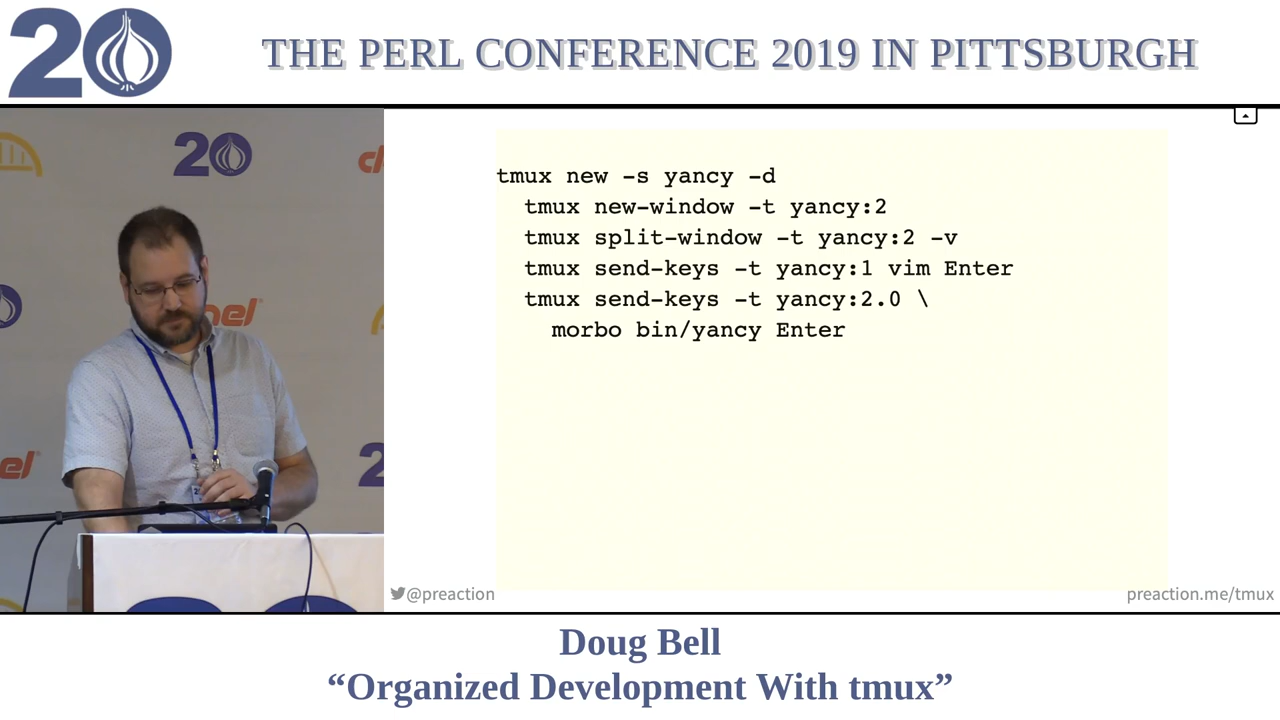 20
THE PERL CONFERENCE 2019 IN PITTSBURGH
20
tmux new -s yancy -d
tmux new-window -t yancy:2
tmux split-window -t yancy:2 -v
tmux send-keys -t yancy:1 vim Enter
tmux send-keys -t yancy:2.0 \
morbo bin/yancy Enter
@preaction
preaction.me/tmux
Doug Bell
“Organized Development With tmux”